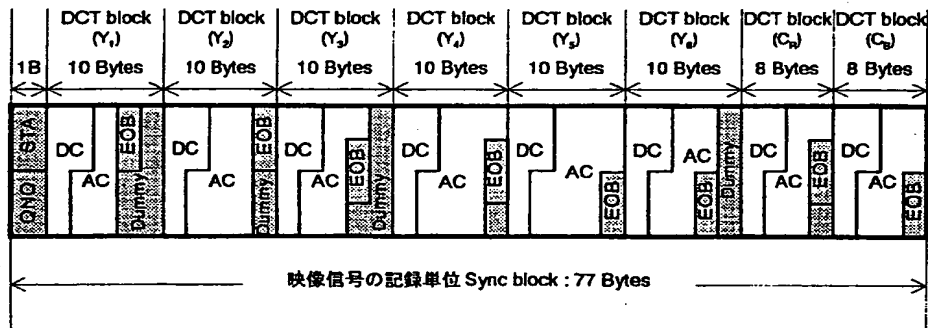 DCT block DCT block DCT block DCT block DCT block DCT block DCT block DCT block
(Y₁) (Y₂) (Y₃) (Y₄) (Y₅) (Y₆) (C_R) (C_B)
1B 10 Bytes 10 Bytes 10 Bytes 10 Bytes 10 Bytes 10 Bytes 8 Bytes 8 Bytes
STA
QNO
DC
AC
EOB
Dummy
DC
AC
EOB
Dummy
DC
AC
EOB
Dummy
DC
AC
EOB
DC
AC
EOB
DC
AC
EOB
Dummy
DC
AC
EOB
DC
AC
EOB
映像信号の記録単位 Sync block : 77 Bytes